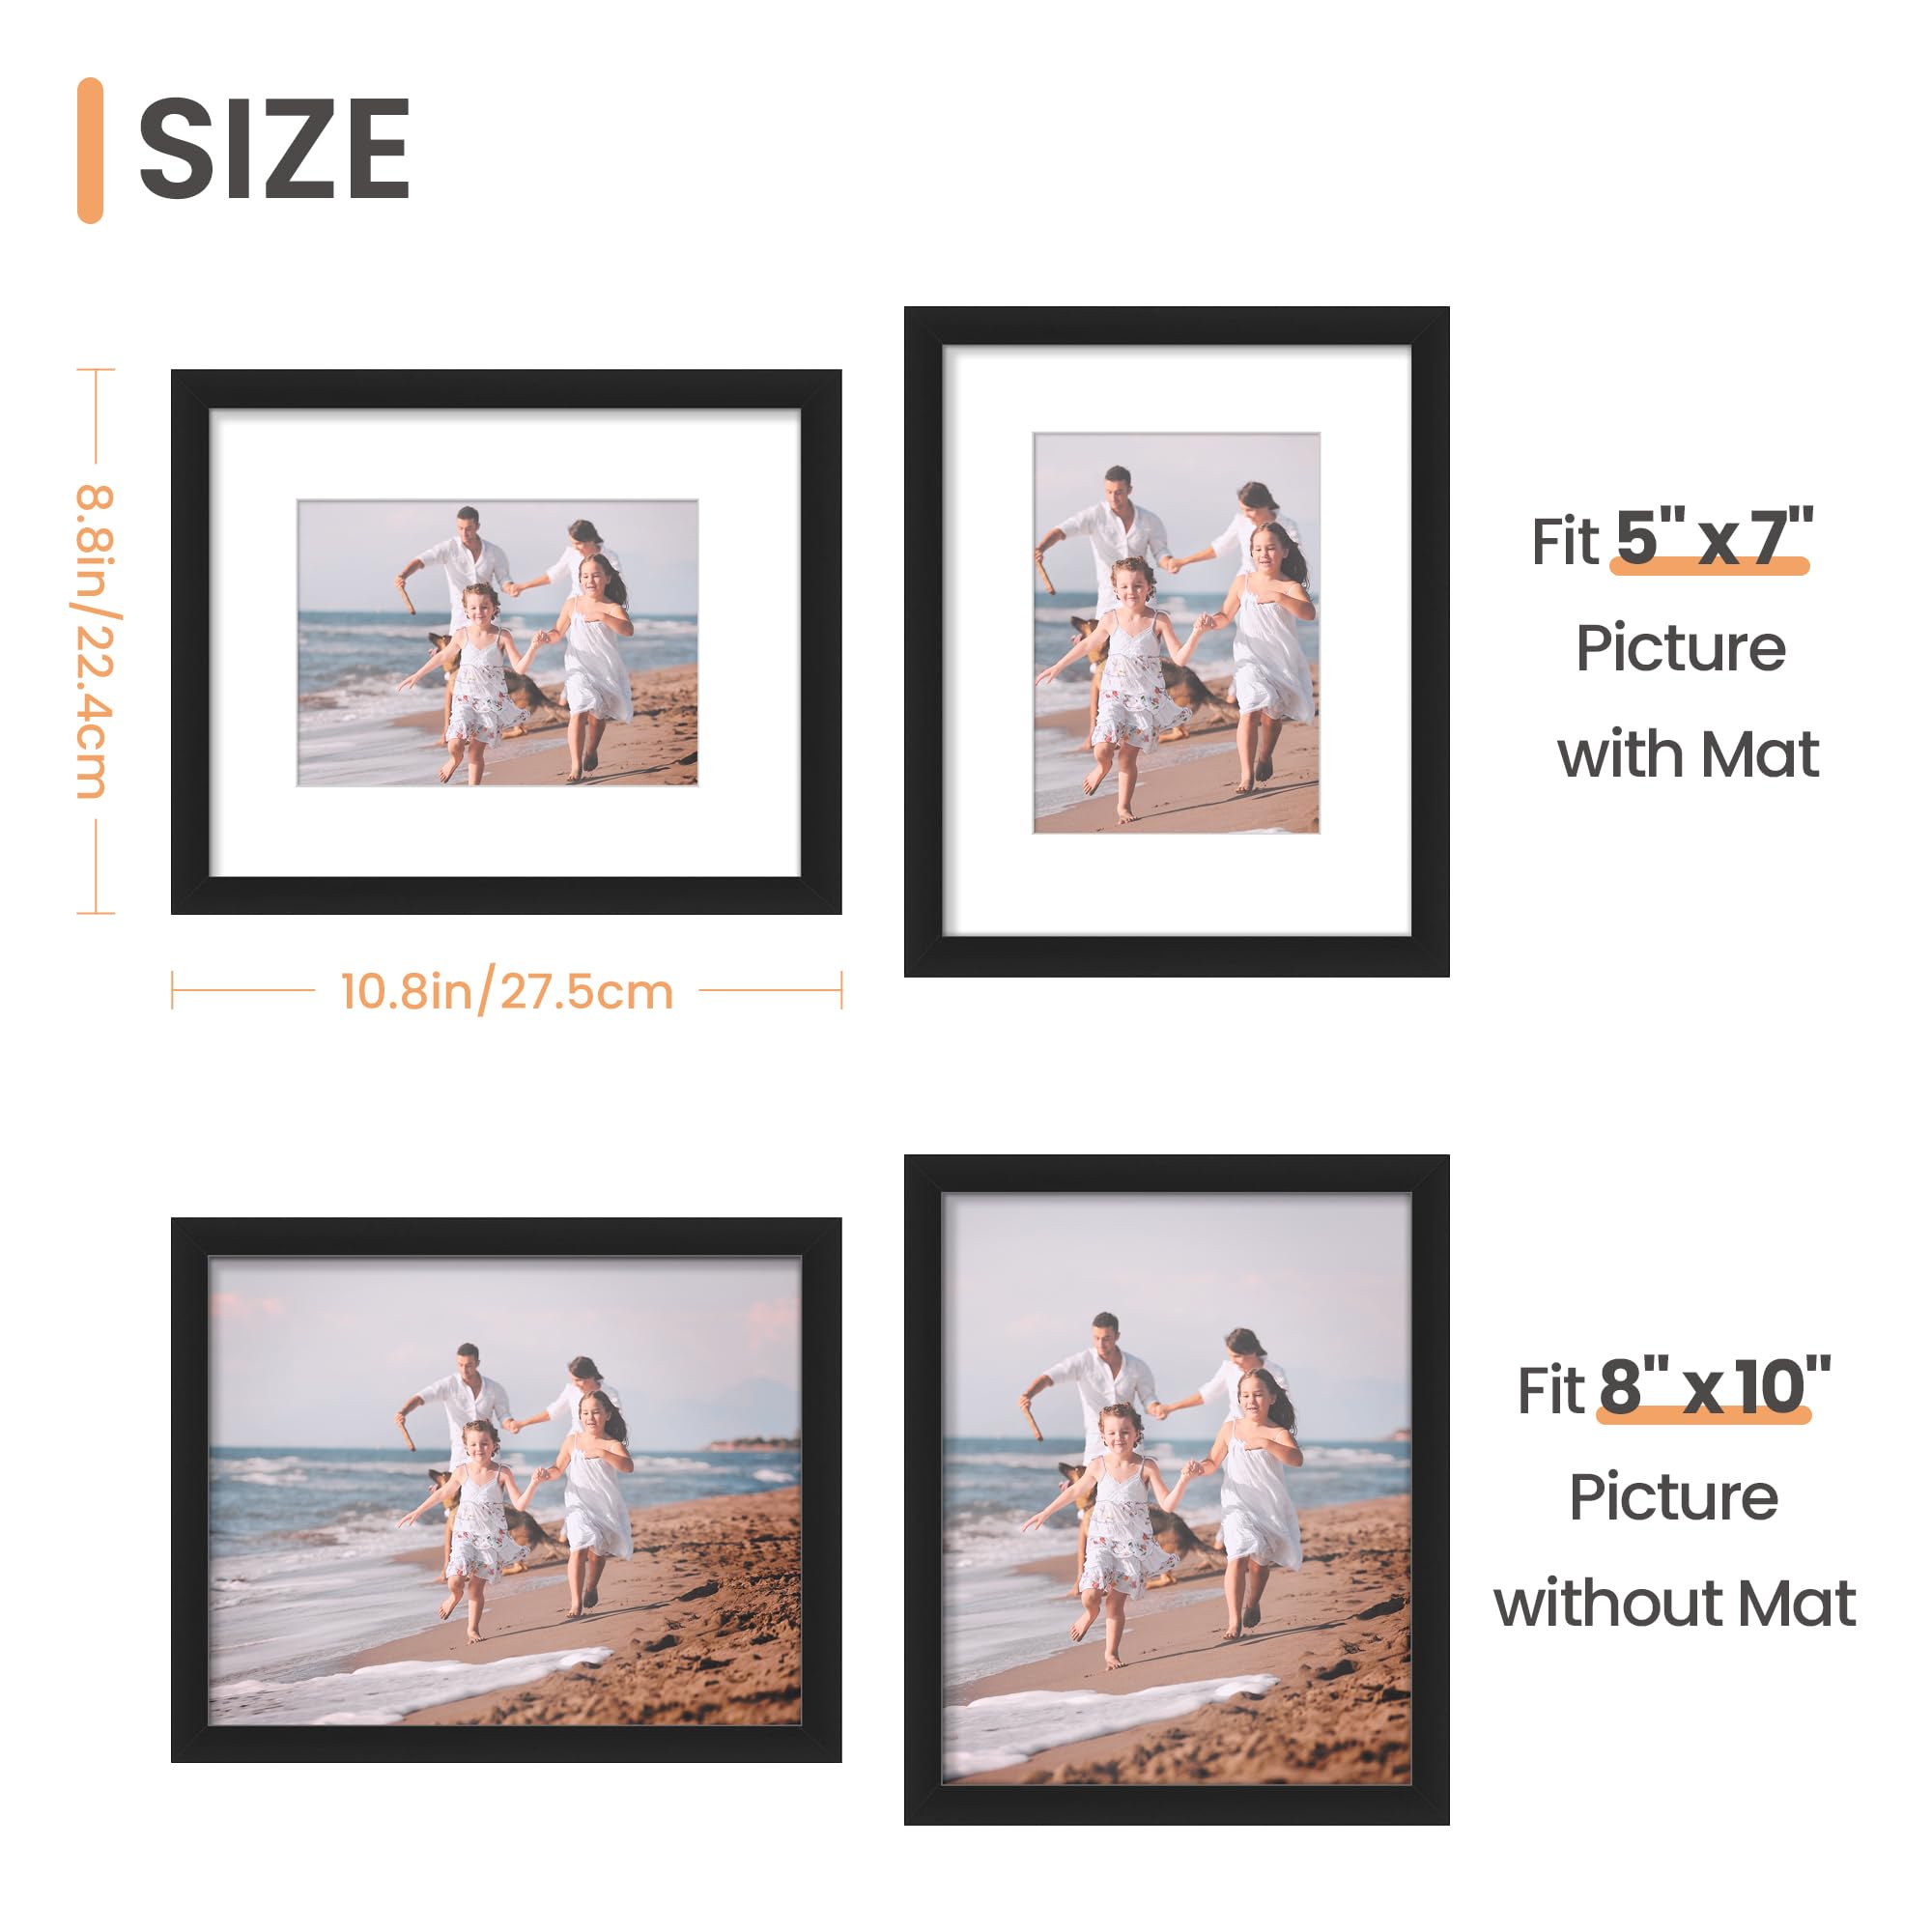 SIZE
8.8in/22.4cm
10.8in/27.5cm
Fit 5" x 7"
Picture
with Mat
Fit 8" x 10"
Picture
without Mat